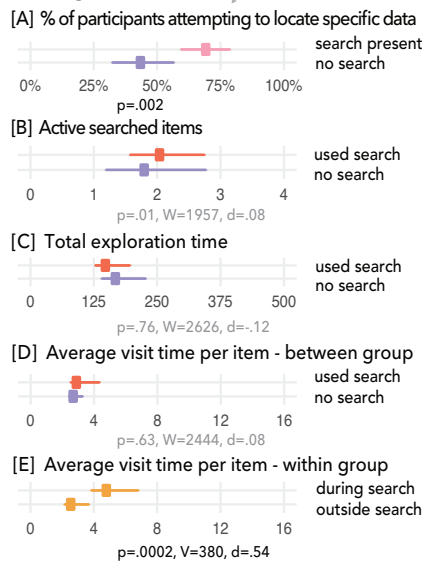 [A] % of participants attempting to locate specific data
search present
no search
0% 25% 50% 75% 100%
p=.002
[B] Active searched items
used search
no search
0 1 2 3 4
p=.01, W=1957, d=.08
[C] Total exploration time
used search
no search
0 125 250 375 500
p=.76, W=2626, d=-.12
[D] Average visit time per item - between group
used search
no search
0 4 8 12 16
p=.63, W=2444, d=.08
[E] Average visit time per item - within group
during search
outside search
0 4 8 12 16
p=.0002, V=380, d=.54